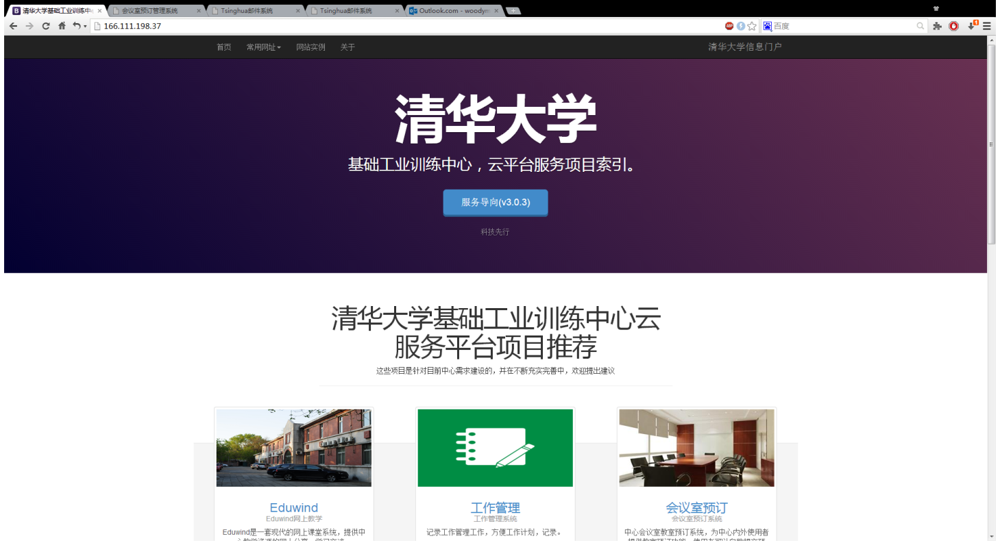 清华大学基础工业训练中
会议室预订管理系统
Tsinghua邮件系统
Tsinghua邮件系统
Outlook.com - woodym
166.111.198.37
ABP
百度
首页 常用网址 网站实例 关于 清华大学信息门户
清华大学
基础工业训练中心，云平台服务项目索引。
服务导向(v3.0.3)
科技先行
清华大学基础工业训练中心云
服务平台项目推荐
这些项目是针对目前中心需求建设的，并在不断充实完善中，欢迎提出建议
Eduwind
Eduwind网上教学
Eduwind是一套现代的网上课堂系统，提供中
工作管理
工作管理系统
记录工作管理工作，方便工作计划，记录。
会议室预订
会议室预订系统
中心会议室教室预订系统，为中心内外使用者